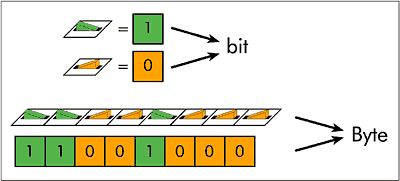 = 1
bit
= 0
1 1 0 0 1 0 0 0
Byte